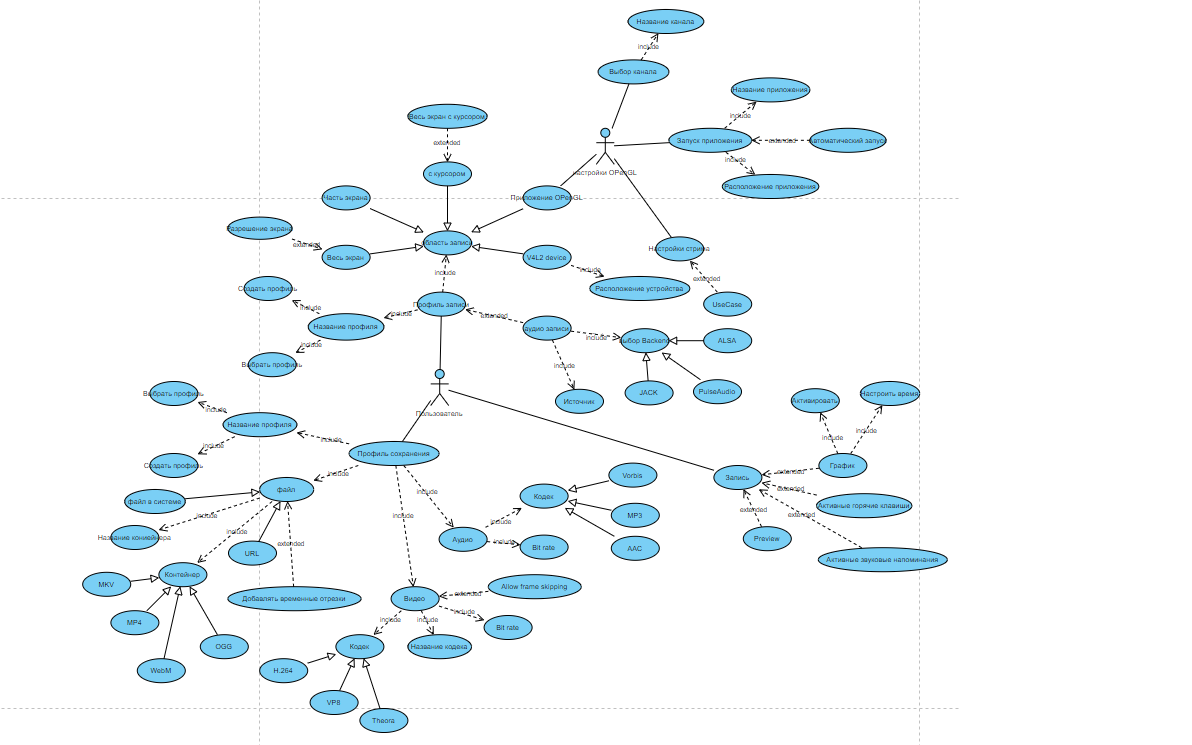 Название канала
include
Выбор канала
Название приложения
include
Весь экран с курсором
extended
Запуск приложения
extended
автоматический запуск
include
Расположение приложения
настройки OPenGL
с курсором
Часть экрана
Приложение OPenGL
Разрешение экрана
extended
Весь экран
область записи
V4L2 device
Настройки стрима
include
include
Расположение устройства
extended
UseCase
Создать профиль
include
Название профиля
include
Профиль записи
extended
аудио записи
include
Выбор Backend
ALSA
include
Выбрать профиль
include
JACK
PulseAudio
Источник
Пользователь
Активировать
Настроить время
include
include
Выбрать профиль
include
Название профиля
include
Создать профиль
include
Профиль сохранения
include
файл
файл в системе
include
include
Название кониейнера
URL
extended
Контейнер
MKV
MP4
WebM
OGG
Добавлять временные отрезки
include
include
Аудио
include
Кодек
Vorbis
MP3
AAC
include
Bit rate
Видео
extended
Allow frame skipping
include
Bit rate
include
include
Кодек
Название кодека
H.264
VP8
Theora
Запись
extended
График
extended
Активные горячие клавиши
extended
extended
Preview
Активные звуковые напоминания